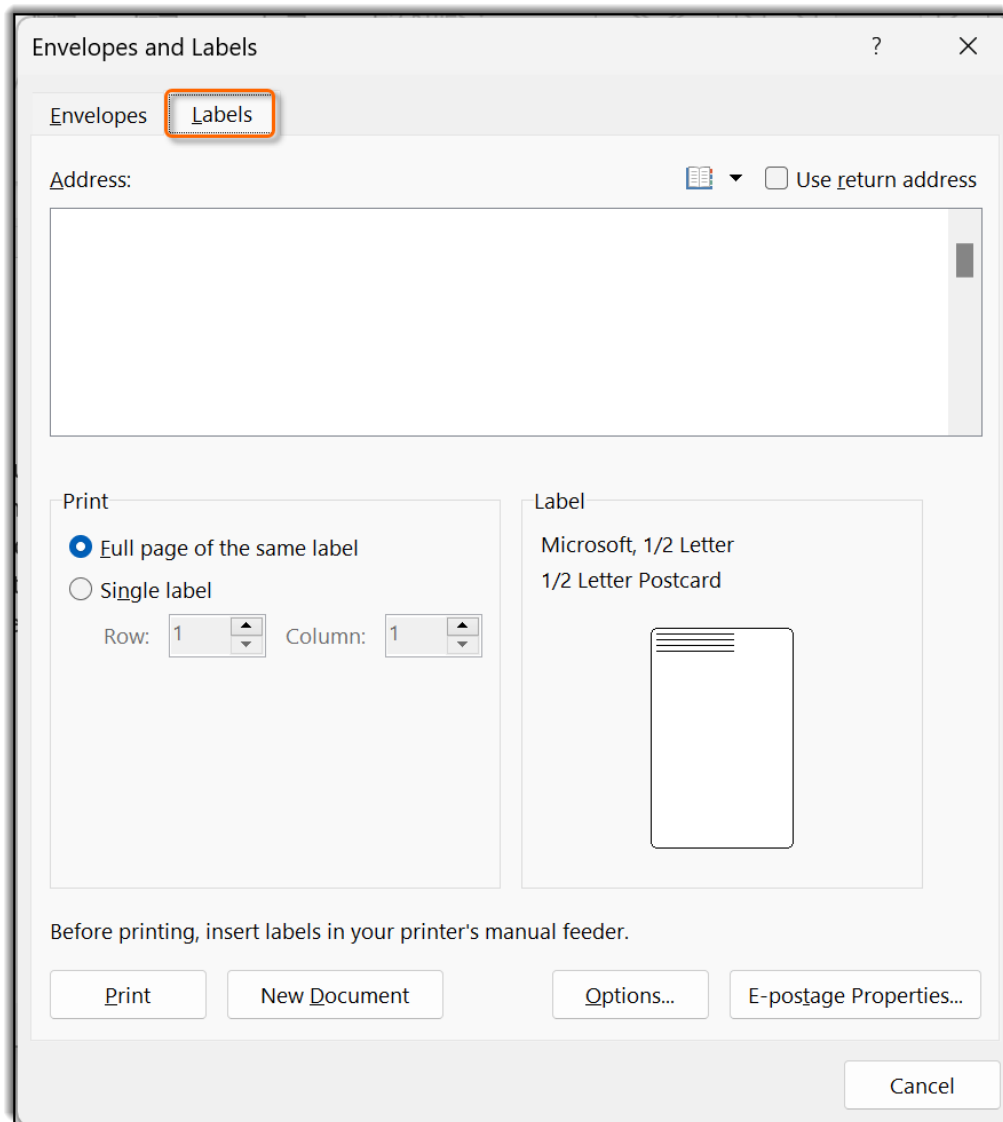 Envelopes and Labels ?
Envelopes Labels
Address: Use return address
Print
Full page of the same label
Single label
Row: 1 Column: 1
Label
Microsoft, 1/2 Letter
1/2 Letter Postcard
Before printing, insert labels in your printer's manual feeder.
Print New Document Options... E-postage Properties...
Cancel